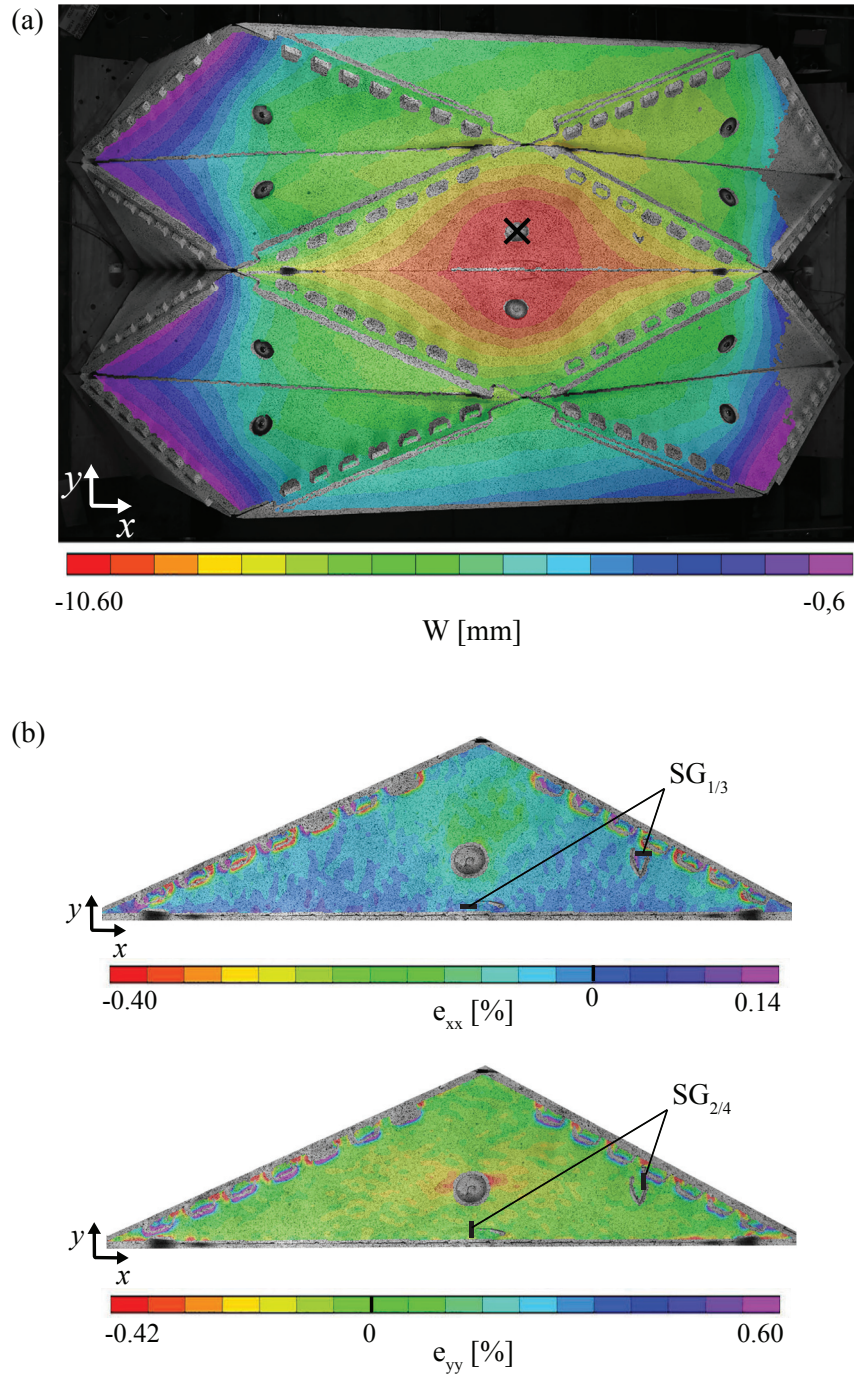 (a)
y
x
-10.60 -0,6
W [mm]
(b)
SG1/3
y
x
-0.40 0 0.14
exx [%]
SG2/4
y
x
-0.42 0 0.60
eyy [%]